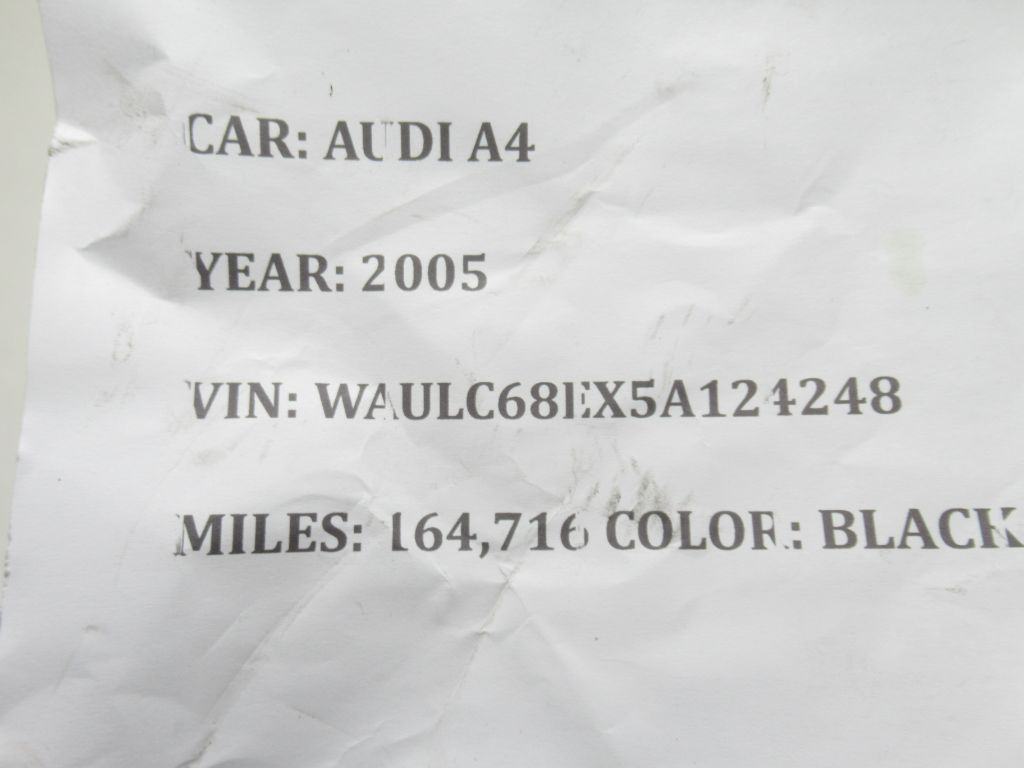 CAR: AUDI A4
YEAR: 2005
VIN: WAULC68EX5A124248
MILES: 164,716 COLOR: BLACK